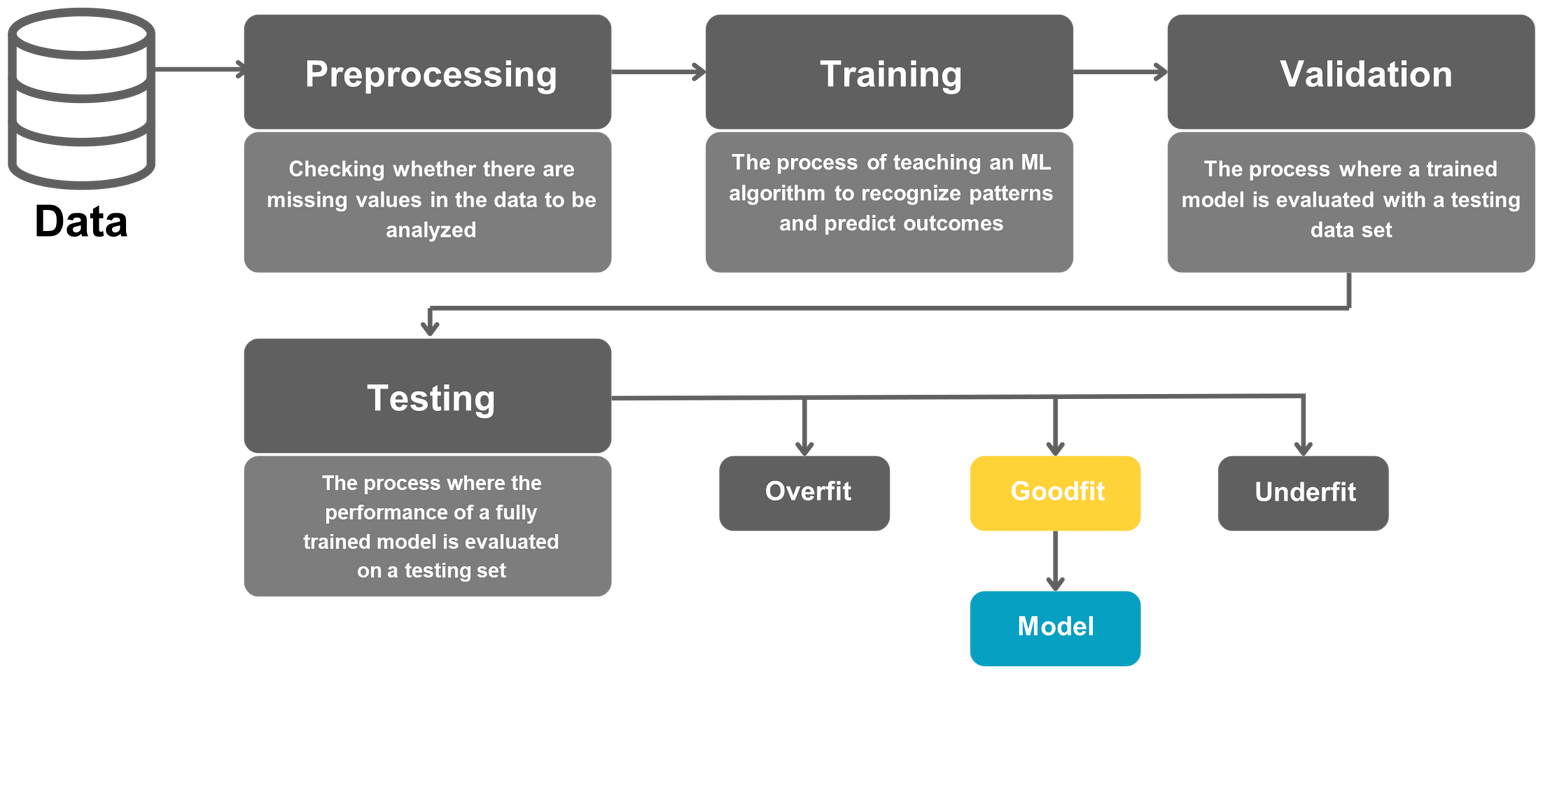 Data
Preprocessing
Checking whether there are
missing values in the data to be
analyzed
Training
The process of teaching an ML
algorithm to recognize patterns
and predict outcomes
Validation
The process where a trained
model is evaluated with a testing
data set
Testing
The process where the
performance of a fully
trained model is evaluated
on a testing set
Overfit
Goodfit
Underfit
Model